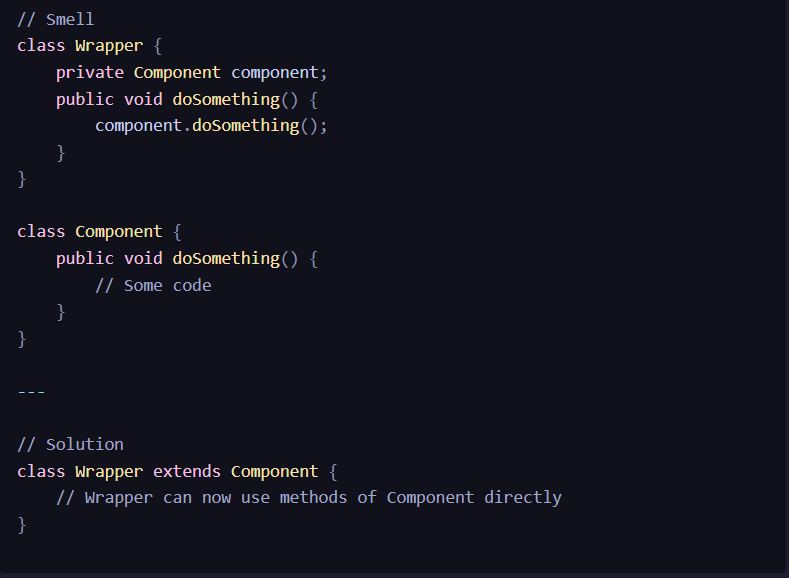 // Smell
class Wrapper {
    private Component component;
    public void doSomething() {
        component.doSomething();
    }
}

class Component {
    public void doSomething() {
        // Some code
    }
}

---

// Solution
class Wrapper extends Component {
    // Wrapper can now use methods of Component directly
}